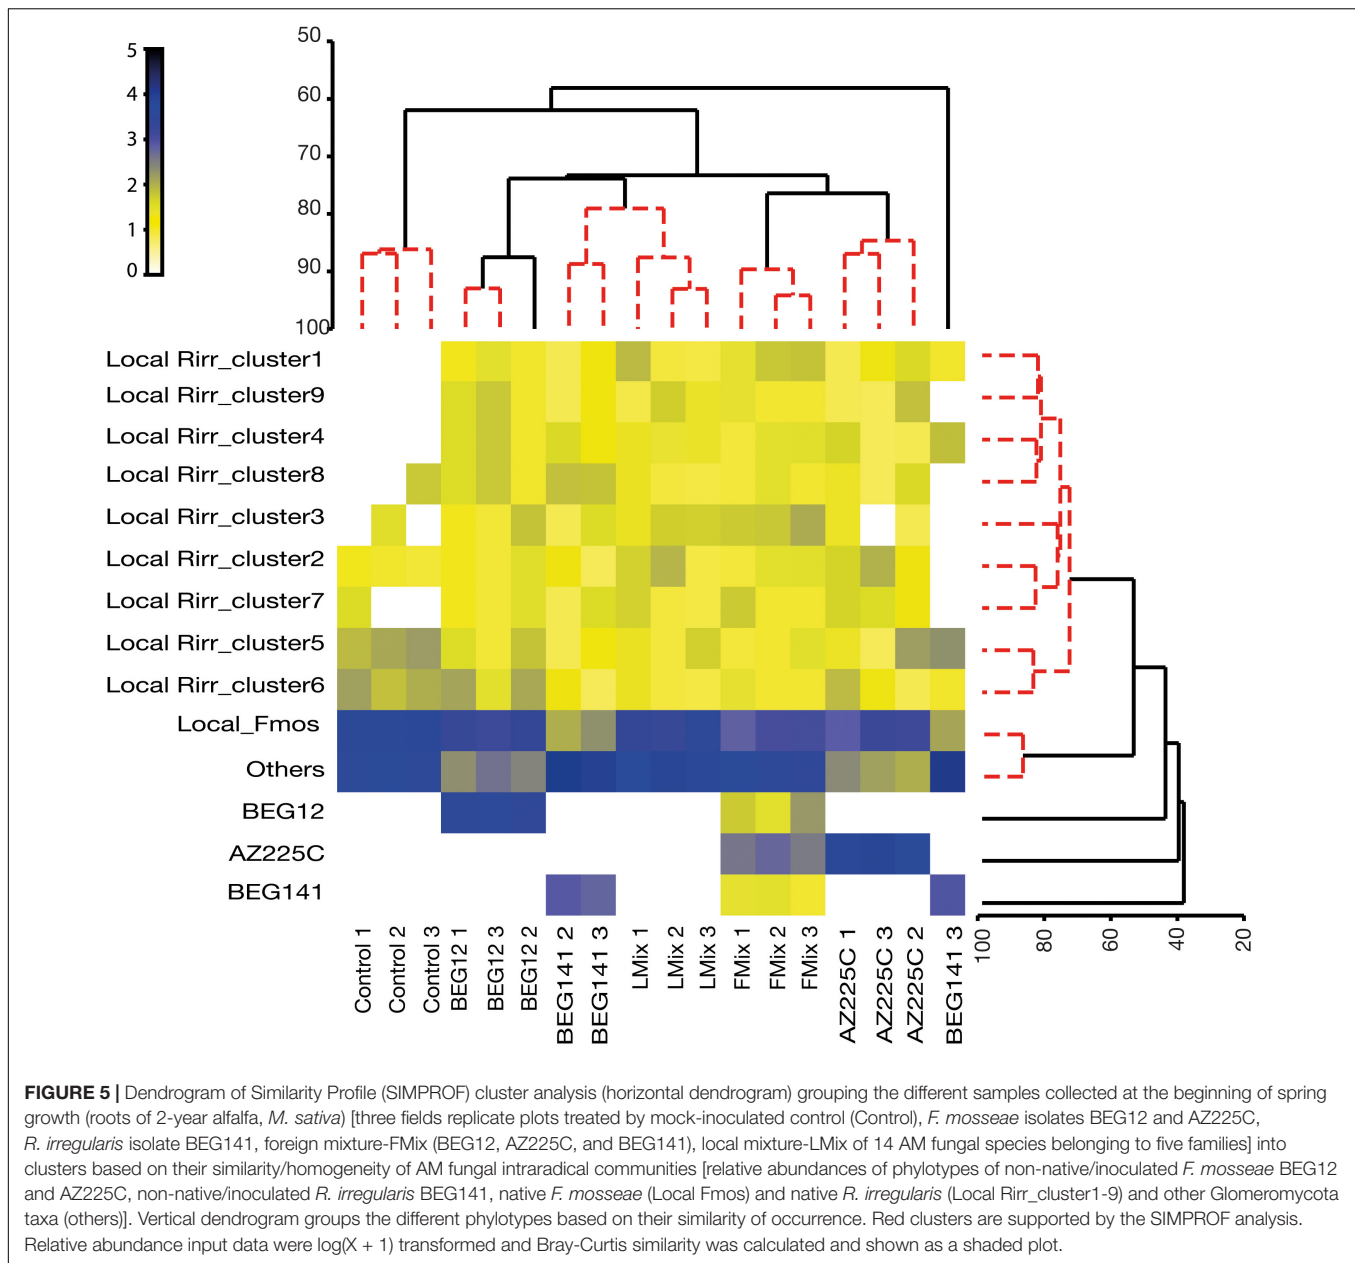 5
4
3
2
1
0
50
60
70
80
90
100
Local Rirr_cluster1
Local Rirr_cluster9
Local Rirr_cluster4
Local Rirr_cluster8
Local Rirr_cluster3
Local Rirr_cluster2
Local Rirr_cluster7
Local Rirr_cluster5
Local Rirr_cluster6
Local_Fmos
Others
BEG12
AZ225C
BEG141
Control 1
Control 2
Control 3
BEG12 1
BEG12 3
BEG12 2
BEG141 2
BEG141 3
LMix 1
LMix 2
LMix 3
FMix 1
FMix 2
FMix 3
AZ225C 1
AZ225C 3
AZ225C 2
BEG141 3
100
80
60
40
20
FIGURE 5 | Dendrogram of Similarity Profile (SIMPROF) cluster analysis (horizontal dendrogram) grouping the different samples collected at the beginning of spring
growth (roots of 2-year alfalfa, M. sativa) [three fields replicate plots treated by mock-inoculated control (Control), F. mosseae isolates BEG12 and AZ225C,
R. irregularis isolate BEG141, foreign mixture-FMix (BEG12, AZ225C, and BEG141), local mixture-LMix of 14 AM fungal species belonging to five families] into
clusters based on their similarity/homogeneity of AM fungal intraradical communities [relative abundances of phylotypes of non-native/inoculated F. mosseae BEG12
and AZ225C, non-native/inoculated R. irregularis BEG141, native F. mosseae (Local Fmos) and native R. irregularis (Local Rirr_cluster1-9) and other Glomeromycota
taxa (others)]. Vertical dendrogram groups the different phylotypes based on their similarity of occurrence. Red clusters are supported by the SIMPROF analysis.
Relative abundance input data were log(X + 1) transformed and Bray-Curtis similarity was calculated and shown as a shaded plot.